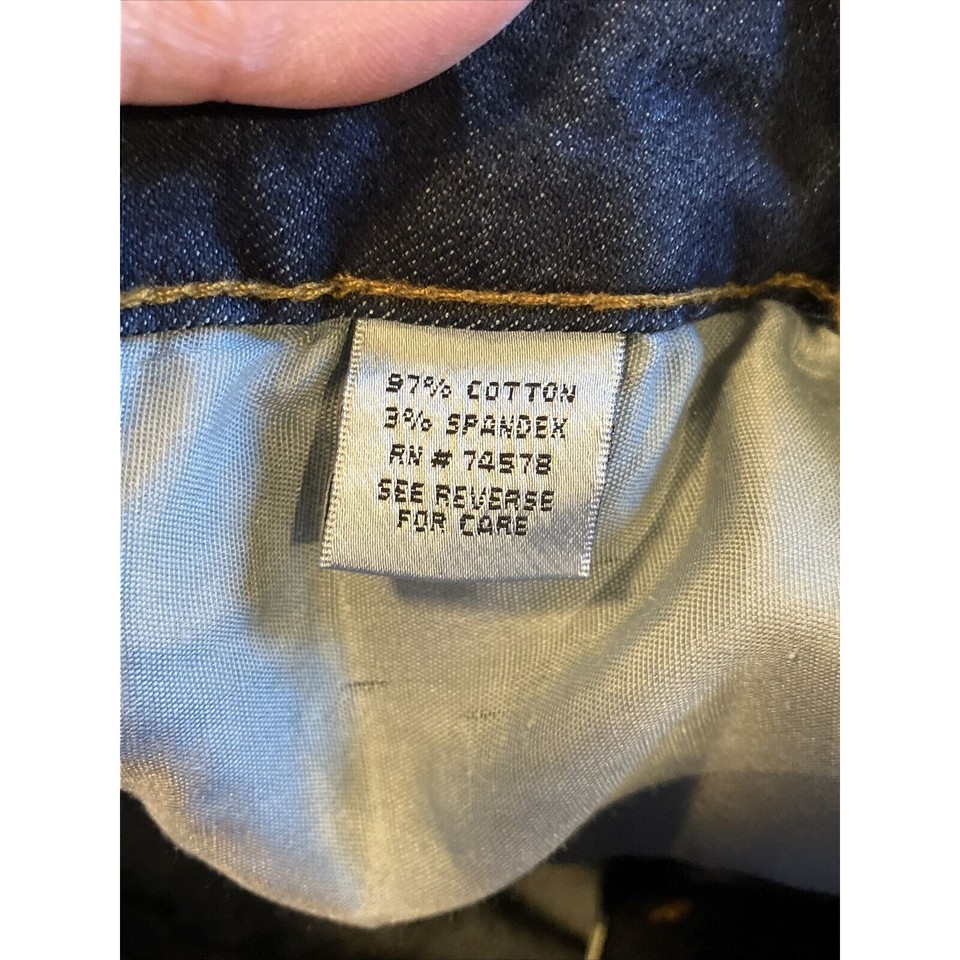 97% COTTON
3% SPANDEX
RN # 74578
SEE REVERSE
FOR CARE